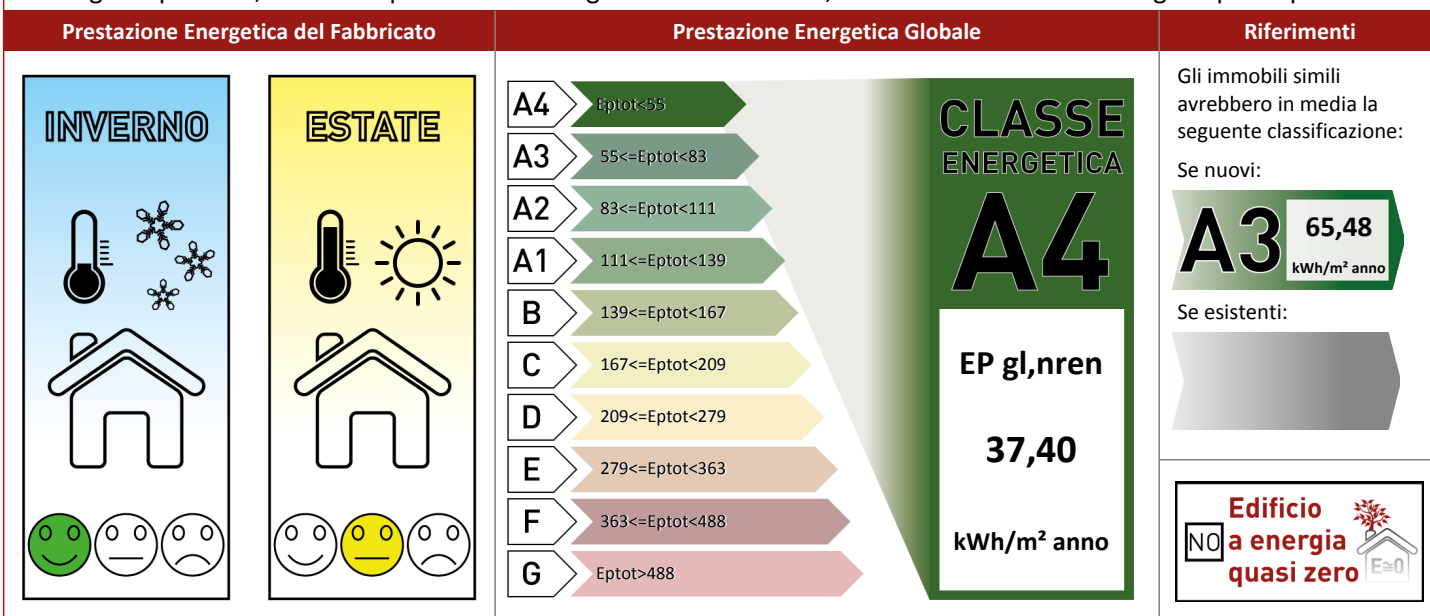 Prestazione Energetica del Fabbricato
Prestazione Energetica Globale
Riferimenti
INVERNO
ESTATE
A4 Eptot<55
A3 55<=Eptot<83
A2 83<=Eptot<111
A1 111<=Eptot<139
B 139<=Eptot<167
C 167<=Eptot<209
D 209<=Eptot<279
E 279<=Eptot<363
F 363<=Eptot<488
G Eptot>488
CLASSE
ENERGETICA
A4
EP gl,nren
37,40
kWh/m² anno
Gli immobili simili
avrebbero in media la
seguente classificazione:
Se nuovi:
A3
65,48
kWh/m² anno
Se esistenti:
Edificio
NO a energia
quasi zero
E≅0